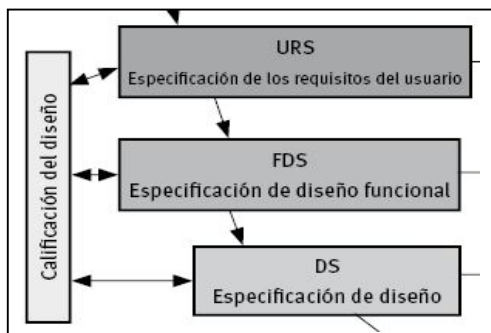 URS
Especificación de los requisitos del usuario
Calificación del diseño
FDS
Especificación de diseño funcional
DS
Especificación de diseño